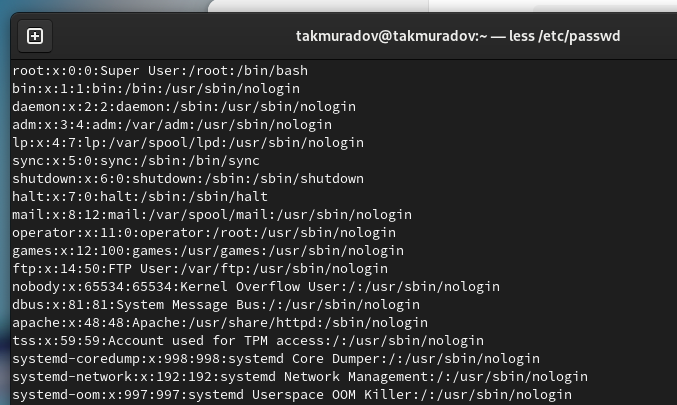 takmuradov@takmuradov:~ — less /etc/passwd
root:x:0:0:Super User:/root:/bin/bash
bin:x:1:1:bin:/bin:/usr/sbin/nologin
daemon:x:2:2:daemon:/sbin:/usr/sbin/nologin
adm:x:3:4:adm:/var/adm:/usr/sbin/nologin
lp:x:4:7:lp:/var/spool/lpd:/usr/sbin/nologin
sync:x:5:0:sync:/sbin:/bin/sync
shutdown:x:6:0:shutdown:/sbin:/sbin/shutdown
halt:x:7:0:halt:/sbin:/sbin/halt
mail:x:8:12:mail:/var/spool/mail:/usr/sbin/nologin
operator:x:11:0:operator:/root:/usr/sbin/nologin
games:x:12:100:games:/usr/games:/usr/sbin/nologin
ftp:x:14:50:FTP User:/var/ftp:/usr/sbin/nologin
nobody:x:65534:65534:Kernel Overflow User:/:/usr/sbin/nologin
dbus:x:81:81:System Message Bus:/:/usr/sbin/nologin
apache:x:48:48:Apache:/usr/share/httpd:/sbin/nologin
tss:x:59:59:Account used for TPM access:/:/usr/sbin/nologin
systemd-coredump:x:998:998:systemd Core Dumper:/:/usr/sbin/nologin
systemd-network:x:192:192:systemd Network Management:/:/usr/sbin/nologin
systemd-oom:x:997:997:systemd Userspace OOM Killer:/:/usr/sbin/nologin